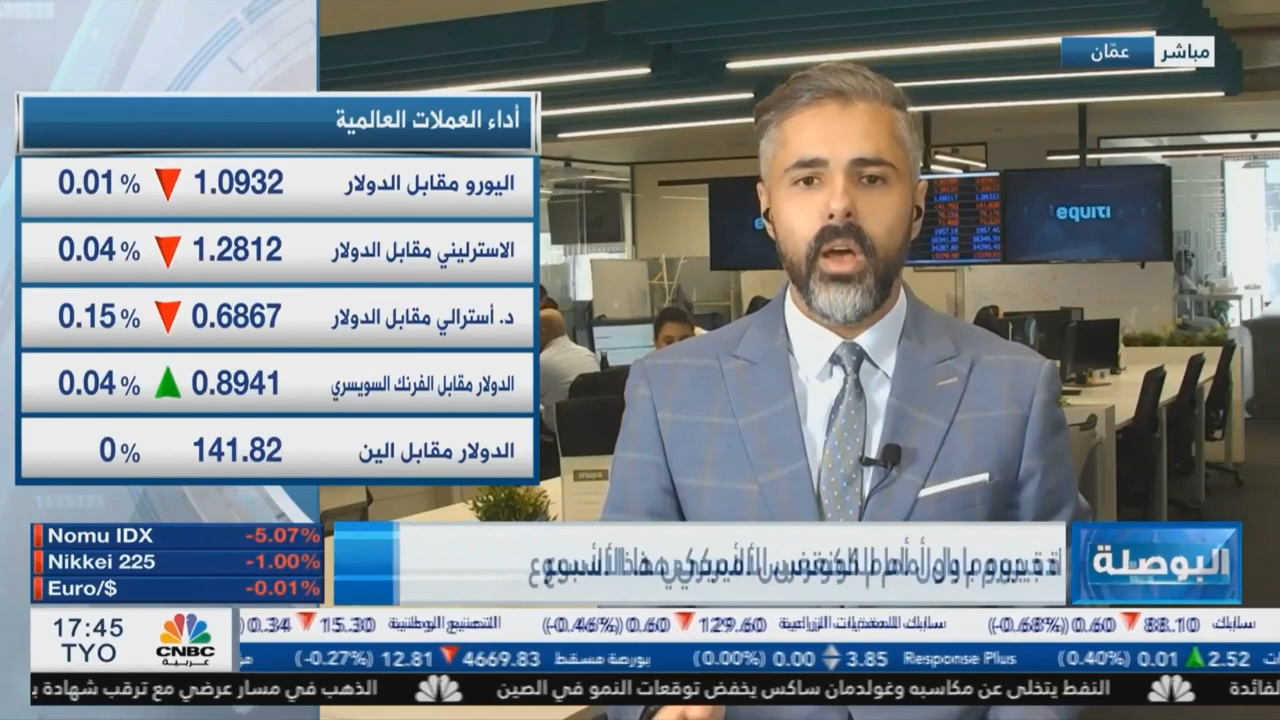 مباشر عمّان
أداء العملات العالمية
اليورو مقابل الدولار 1.0932 0.01 %
الاسترليني مقابل الدولار 1.2812 0.04 %
د. أسترالي مقابل الدولار 0.6867 0.15 %
الدولار مقابل الفرنك السويسري 0.8941 0.04 %
الدولار مقابل الين 141.82 0 %
equiti
Nomu IDX -5.07%
Nikkei 225 -1.00%
Euro/$ -0.01%
البوصلة
17:45
TYO
CNBC
عربية
سابك 88.10 0.60 (-0.68%) سابك للمغذيات الزراعية 129.60 0.60 (-0.46%) التصنيع الوطنية 15.30 0.34
2.52 0.01 (0.40%) Response Plus 3.85 0.00 (0.00%) بورصة مسقط 4669.83 12.81 (-0.27%)
الفائدة النفط يتخلى عن مكاسبه وغولدمان ساكس يخفض توقعات النمو في الصين الذهب في مسار عرضي مع ترقب شهادة